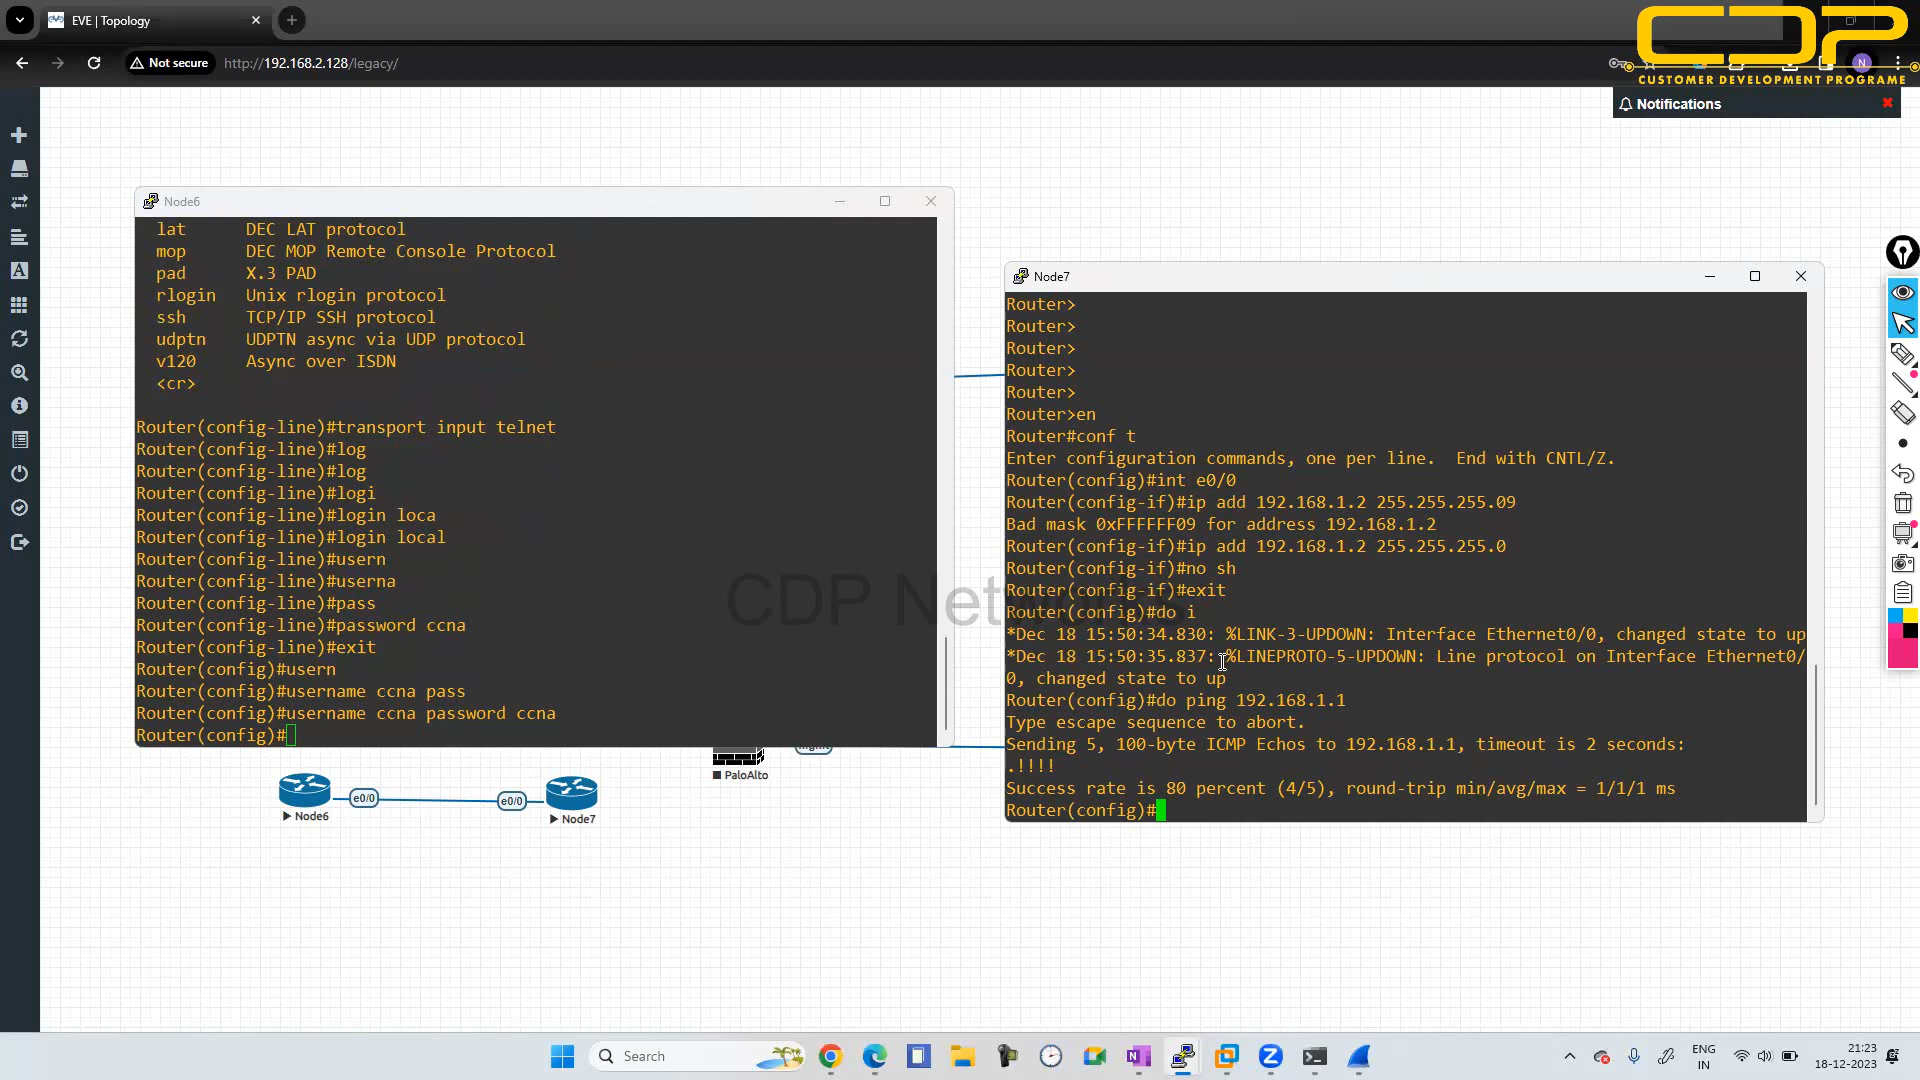 EVE | Topology
Not secure
http://192.168.2.128/legacy/
N
CDP
CUSTOMER DEVELOPMENT PROGRAME
Notifications
Node6
lat DEC LAT protocol
mop DEC MOP Remote Console Protocol
pad X.3 PAD
rlogin Unix rlogin protocol
ssh TCP/IP SSH protocol
udptn UDPTN async via UDP protocol
v120 Async over ISDN
<cr>
Router(config-line)#transport input telnet
Router(config-line)#log
Router(config-line)#log
Router(config-line)#logi
Router(config-line)#login loca
Router(config-line)#login local
Router(config-line)#usern
Router(config-line)#userna
Router(config-line)#pass
Router(config-line)#password ccna
Router(config-line)#exit
Router(config)#usern
Router(config)#username ccna pass
Router(config)#username ccna password ccna
Router(config)#
Node7
Router>
Router>
Router>
Router>
Router>
Router>en
Router#conf t
Enter configuration commands, one per line. End with CNTL/Z.
Router(config)#int e0/0
Router(config-if)#ip add 192.168.1.2 255.255.255.09
Bad mask 0xFFFFFF09 for address 192.168.1.2
Router(config-if)#ip add 192.168.1.2 255.255.255.0
Router(config-if)#no sh
Router(config-if)#exit
Router(config)#do i
*Dec 18 15:50:34.830: %LINK-3-UPDOWN: Interface Ethernet0/0, changed state to up
*Dec 18 15:50:35.837: %LINEPROTO-5-UPDOWN: Line protocol on Interface Ethernet0/
0, changed state to up
Router(config)#do ping 192.168.1.1
Type escape sequence to abort.
Sending 5, 100-byte ICMP Echos to 192.168.1.1, timeout is 2 seconds:
.!!!!
Success rate is 80 percent (4/5), round-trip min/avg/max = 1/1/1 ms
Router(config)#
CDP Networks
PaloAlto
e0/0
e0/0
Node6
Node7
Search
ENG
IN
21:23
18-12-2023